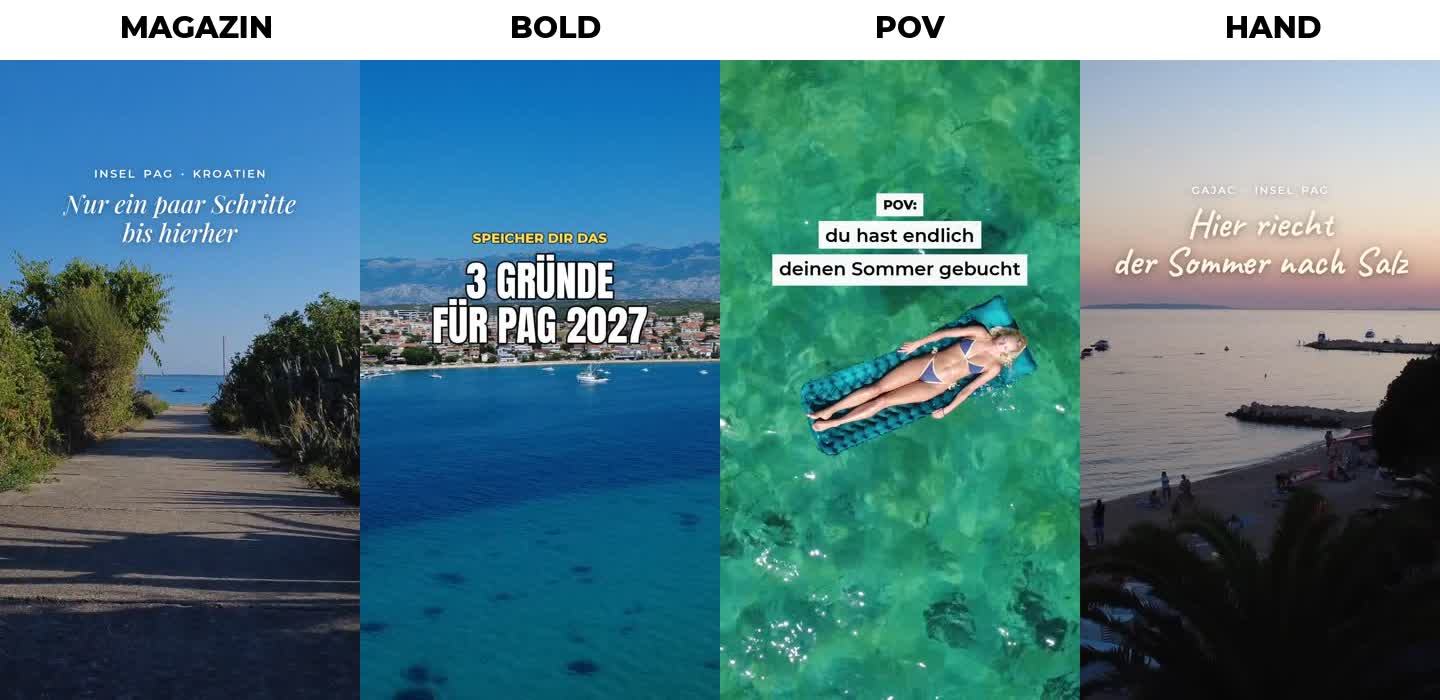 MAGAZIN
BOLD
POV
HAND
INSEL PAG · KROATIEN
Nur ein paar Schritte
bis hierher
SPEICHER DIR DAS
3 GRÜNDE
FÜR PAG 2027
POV:
du hast endlich
deinen Sommer gebucht
GAJAC · INSEL PAG
Hier riecht
der Sommer nach Salz